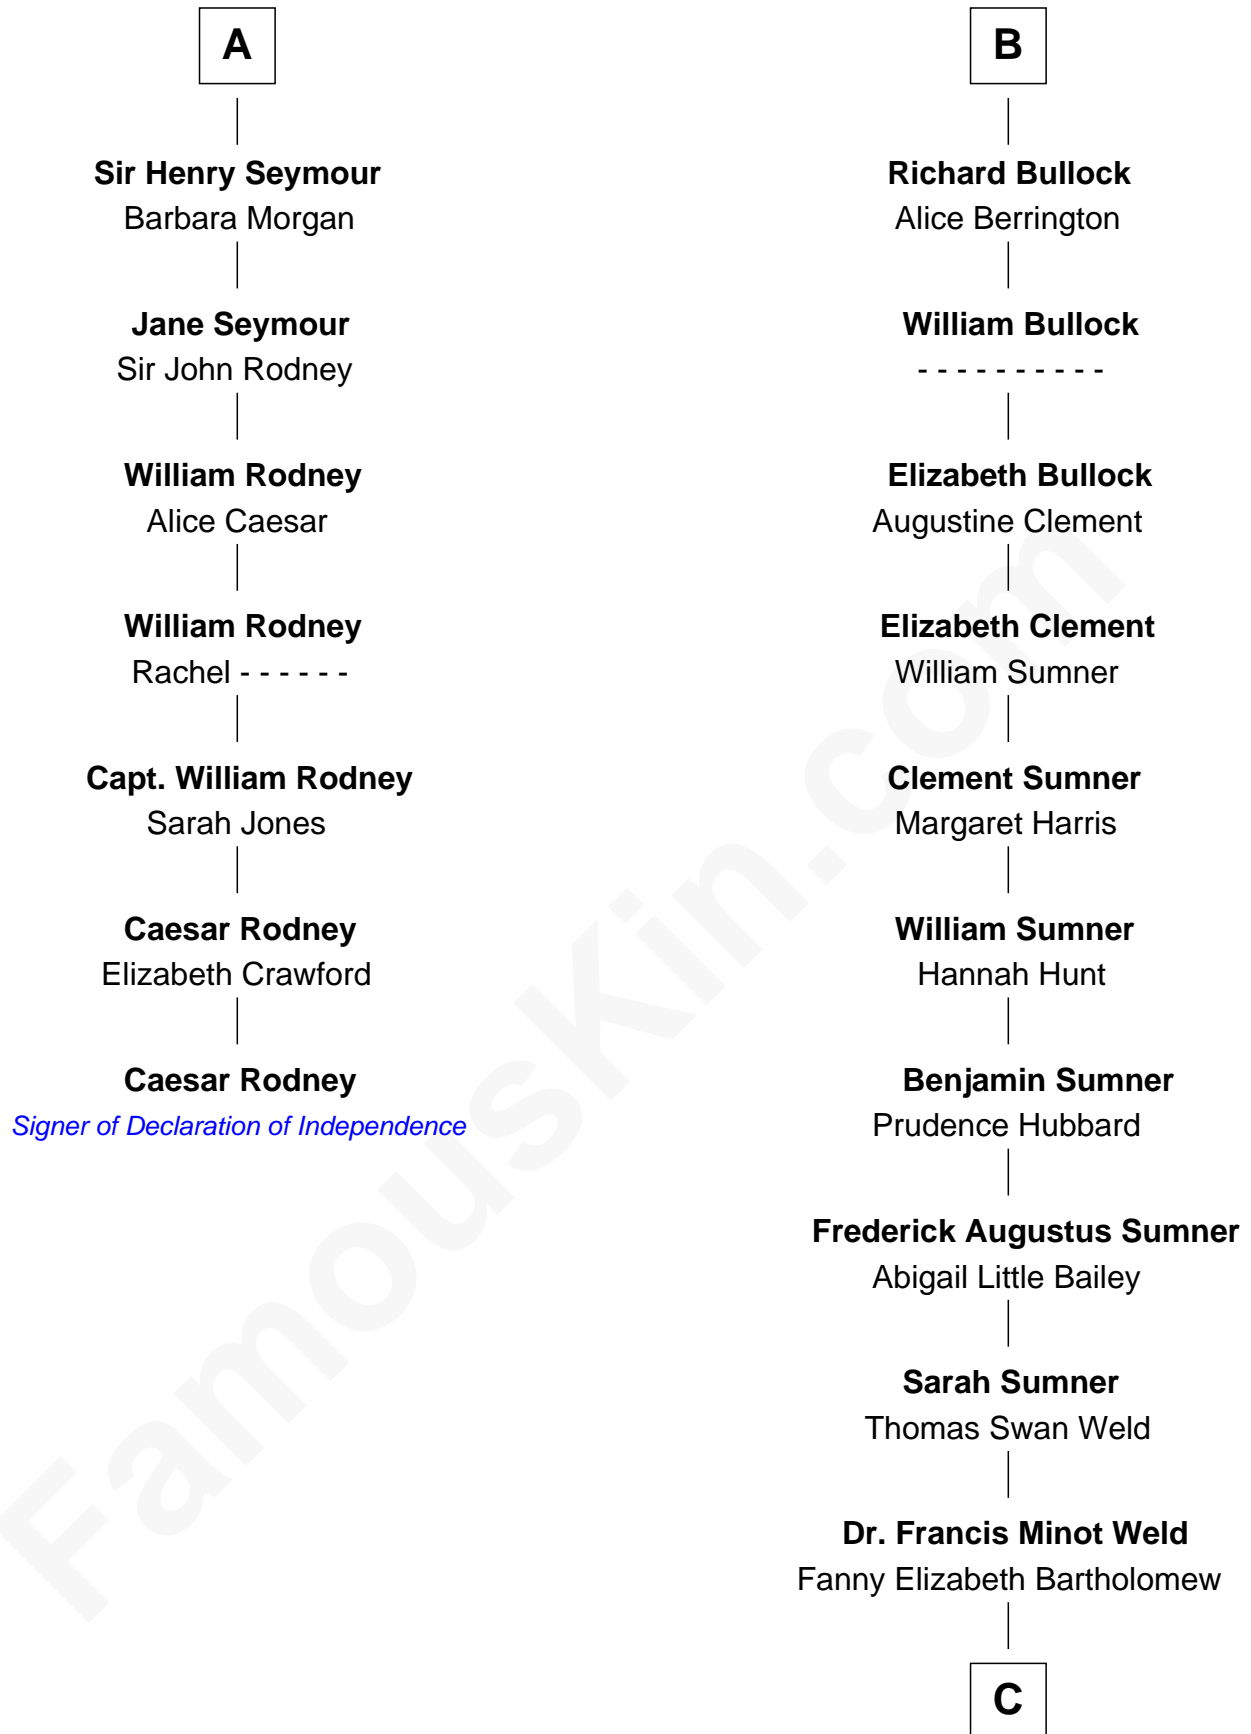 A
Sir Henry Seymour
Barbara Morgan
Jane Seymour
Sir John Rodney
William Rodney
Alice Caesar
William Rodney
Rachel - - - - - -
Capt. William Rodney
Sarah Jones
Caesar Rodney
Elizabeth Crawford
Caesar Rodney
Signer of Declaration of Independence
B
Richard Bullock
Alice Berrington
William Bullock
- - - - - - - - - -
Elizabeth Bullock
Augustine Clement
Elizabeth Clement
William Sumner
Clement Sumner
Margaret Harris
William Sumner
Hannah Hunt
Benjamin Sumner
Prudence Hubbard
Frederick Augustus Sumner
Abigail Little Bailey
Sarah Sumner
Thomas Swan Weld
Dr. Francis Minot Weld
Fanny Elizabeth Bartholomew
C
FamousKin.com